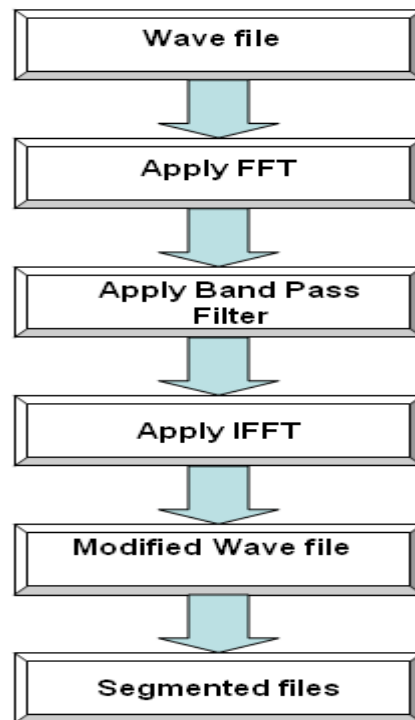 Wave file
Apply FFT
Apply Band Pass
Filter
Apply IFFT
Modified Wave file
Segmented files